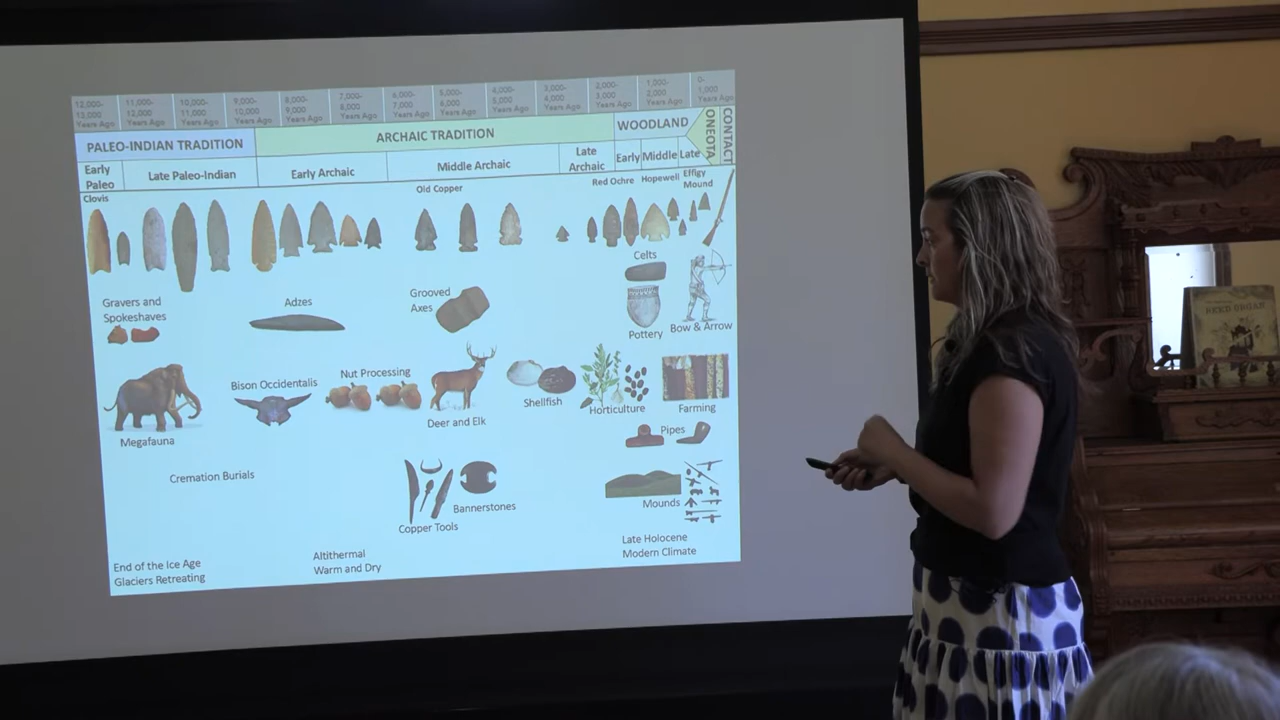 12,000-
13,000
Years Ago
11,000-
12,000
Years Ago
10,000-
11,000
Years Ago
9,000-
10,000
Years Ago
8,000-
9,000
Years Ago
7,000-
8,000
Years Ago
6,000-
7,000
Years Ago
5,000-
6,000
Years Ago
4,000-
5,000
Years Ago
3,000-
4,000
Years Ago
2,000-
3,000
Years Ago
1,000-
2,000
Years Ago
0-
1,000
Years Ago
PALEO-INDIAN TRADITION
ARCHAIC TRADITION
WOODLAND
ONEOTA
CONTACT
Early
Paleo
Late Paleo-Indian
Early Archaic
Middle Archaic
Late
Archaic
Early
Middle
Late
Clovis
Old Copper
Red Ochre
Hopewell
Effigy
Mound
Gravers and
Spokeshaves
Adzes
Grooved
Axes
Celts
Pottery
Bow & Arrow
Megafauna
Bison Occidentalis
Nut Processing
Deer and Elk
Shellfish
Horticulture
Farming
Pipes
Cremation Burials
Copper Tools
Bannerstones
Mounds
End of the Ice Age
Glaciers Retreating
Altithermal
Warm and Dry
Late Holocene
Modern Climate
REED ORGAN